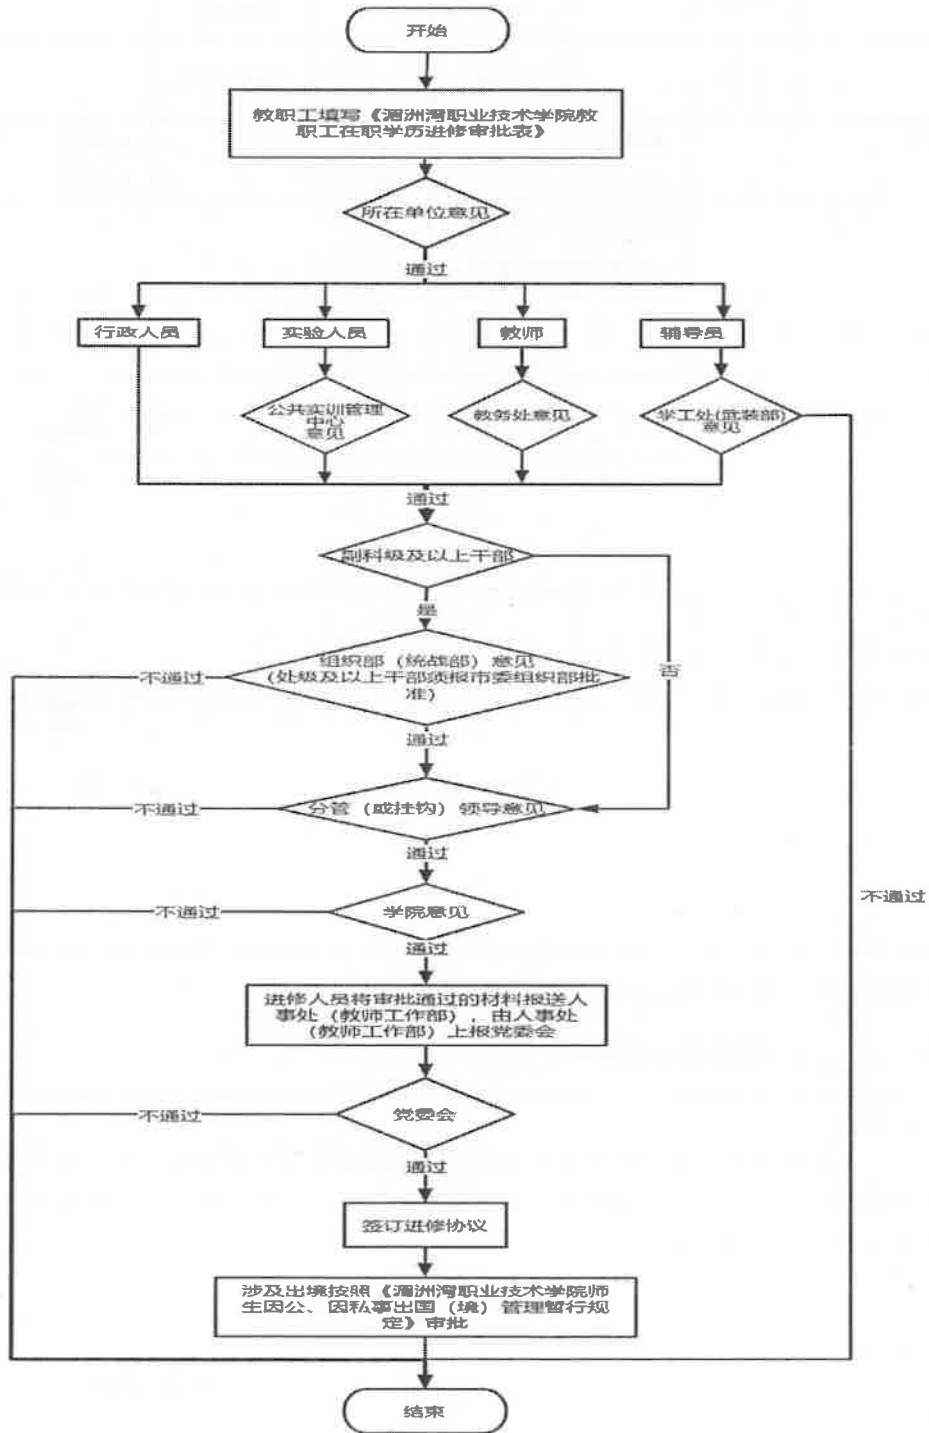 开始
教职工填写《湄洲湾职业技术学院教
职工在职学历进修审批表》
所在单位意见
通过
行政人员
实验人员
教师
辅导员
公共实训管理
中心
意见
教务处意见
学工处(武装部)
意见
通过
副科级及以上干部
是
否
组织部（统战部）意见
(处级及以上干部须报市委组织部批
准）
不通过
通过
分管（或挂钩）领导意见
不通过
通过
不通过
学院意见
不通过
通过
进修人员将审批通过的材料报送人
事处（教师工作部），由人事处
（教师工作部）上报党委会
党委会
不通过
通过
签订进修协议
涉及出境按照《湄洲湾职业技术学院师
生因公、因私事出国（境）管理暂行规
定》审批
结束